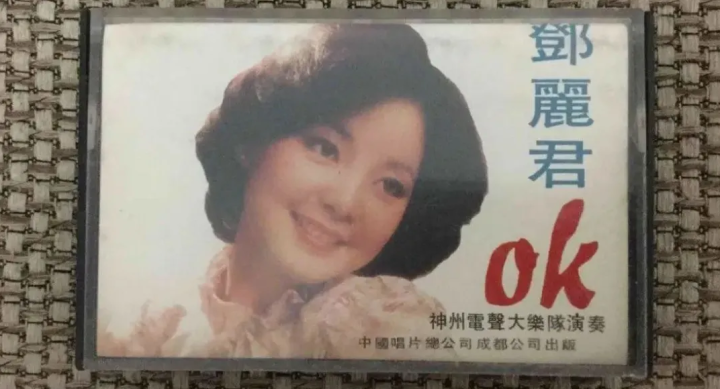 鄧麗君
ok
神州電聲大樂隊演奏
中國唱片總公司成都公司出版